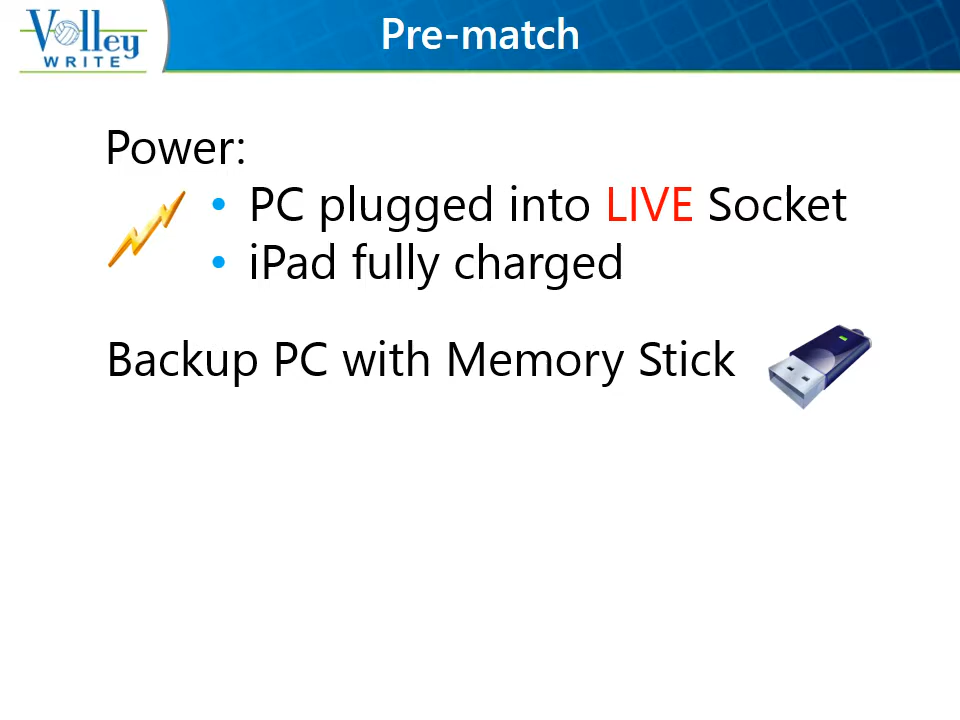 Volley
WRITE
Pre-match
Power:
• PC plugged into LIVE Socket
• iPad fully charged
Backup PC with Memory Stick